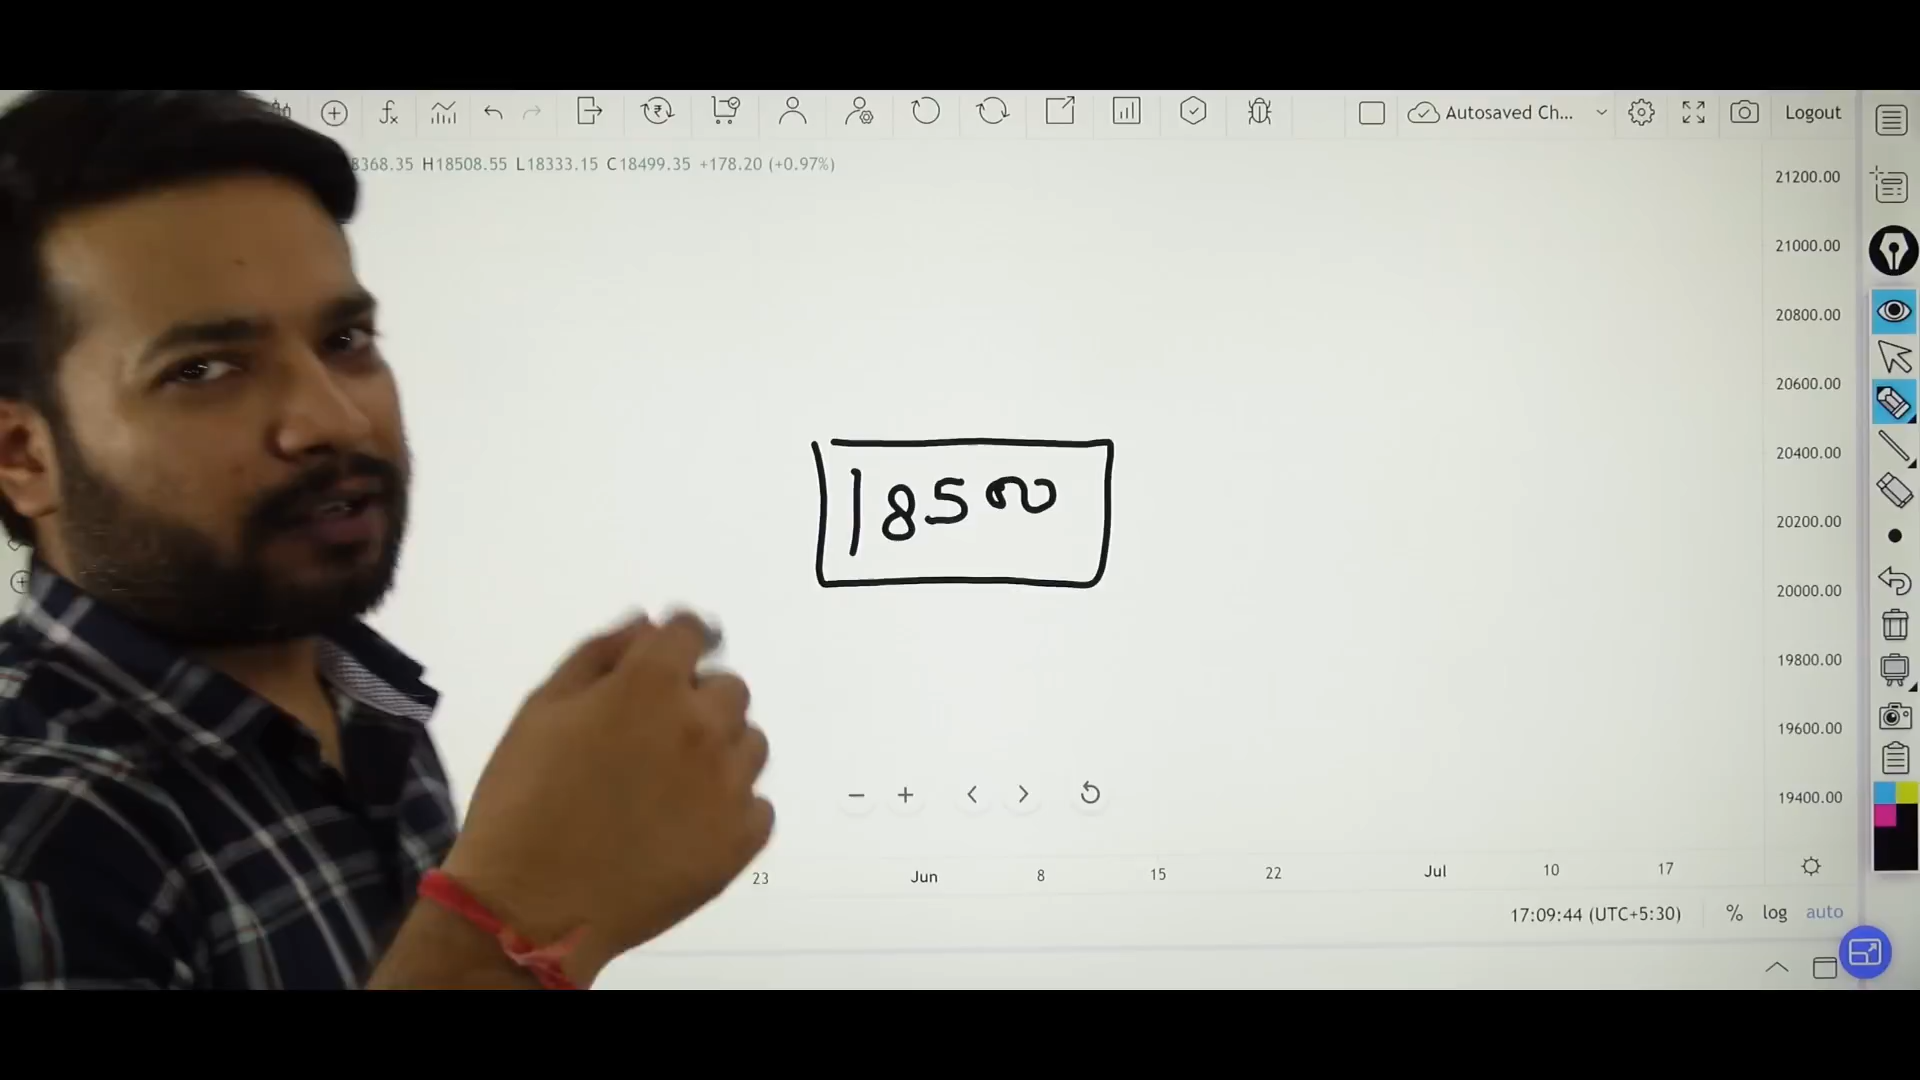 Autosaved Ch...
Logout
8368.35 H18508.55 L18333.15 C18499.35 +178.20 (+0.97%)
21200.00
21000.00
20800.00
20600.00
20400.00
18500
20200.00
20000.00
19800.00
19600.00
19400.00
23 Jun 8 15 22 Jul 10 17
17:09:44 (UTC+5:30) % log auto